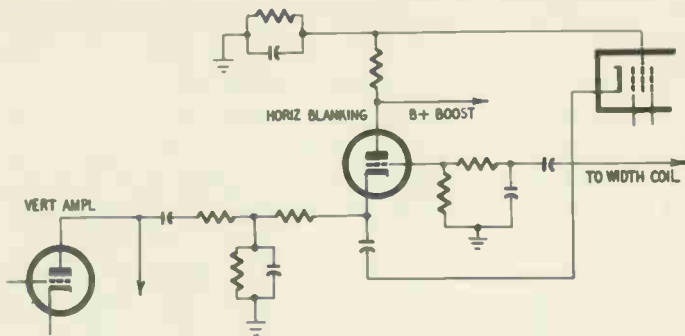 HORIZ BLANKING
B+ BOOST
TO WIDTH COIL
VERT AMPL